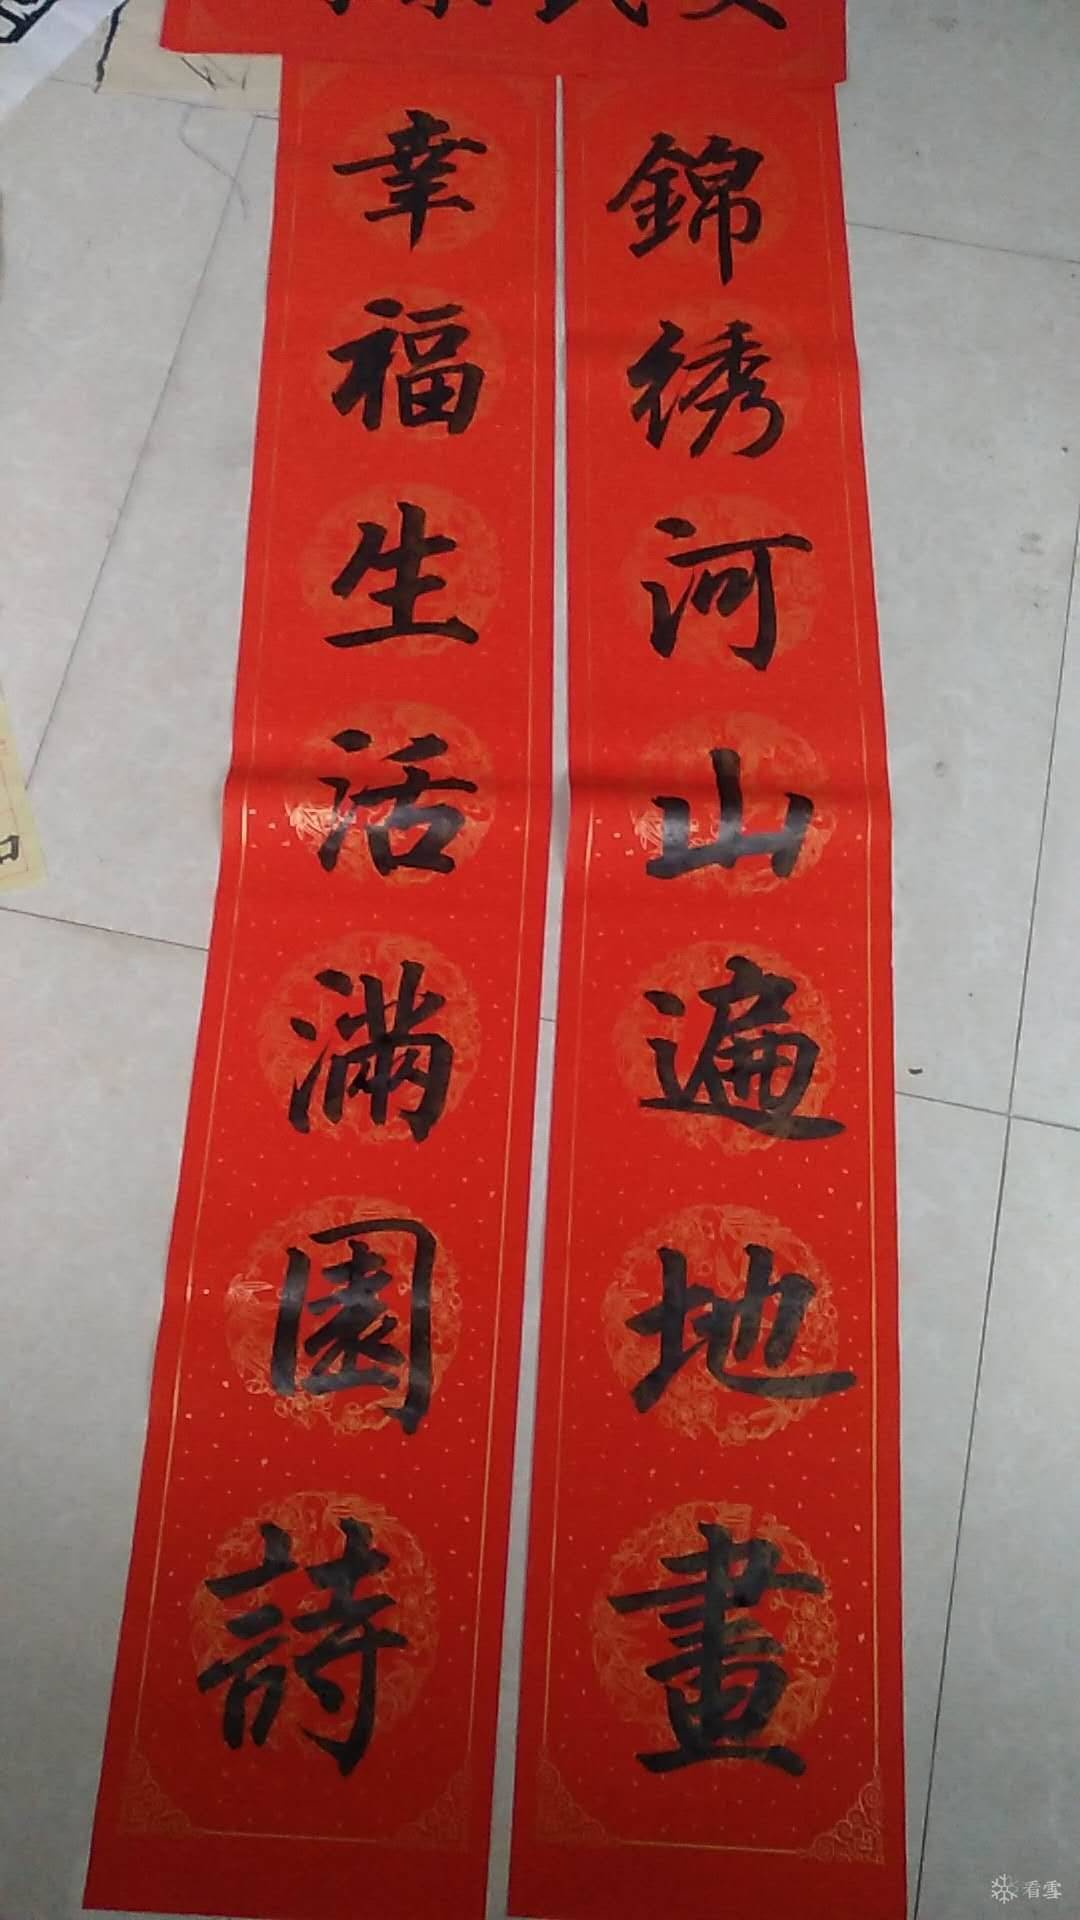 錦绣河山遍地畫
幸福生活滿園詩
看雪